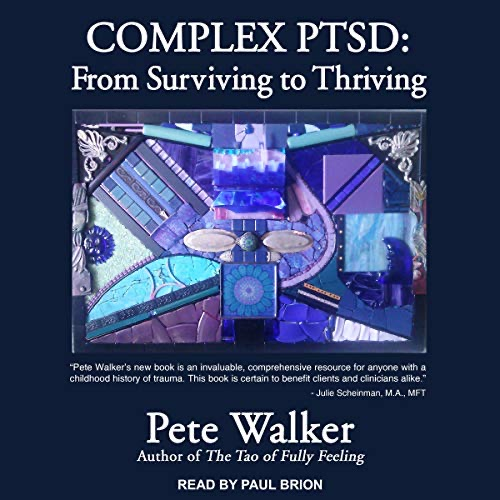 COMPLEX PTSD:
From Surviving to Thriving
“Pete Walker's new book is an invaluable, comprehensive resource for anyone with a
childhood history of trauma. This book is certain to benefit clients and clinicians alike.”
- Julie Scheinman, M.A., MFT
Pete Walker
Author of The Tao of Fully Feeling
READ BY PAUL BRION